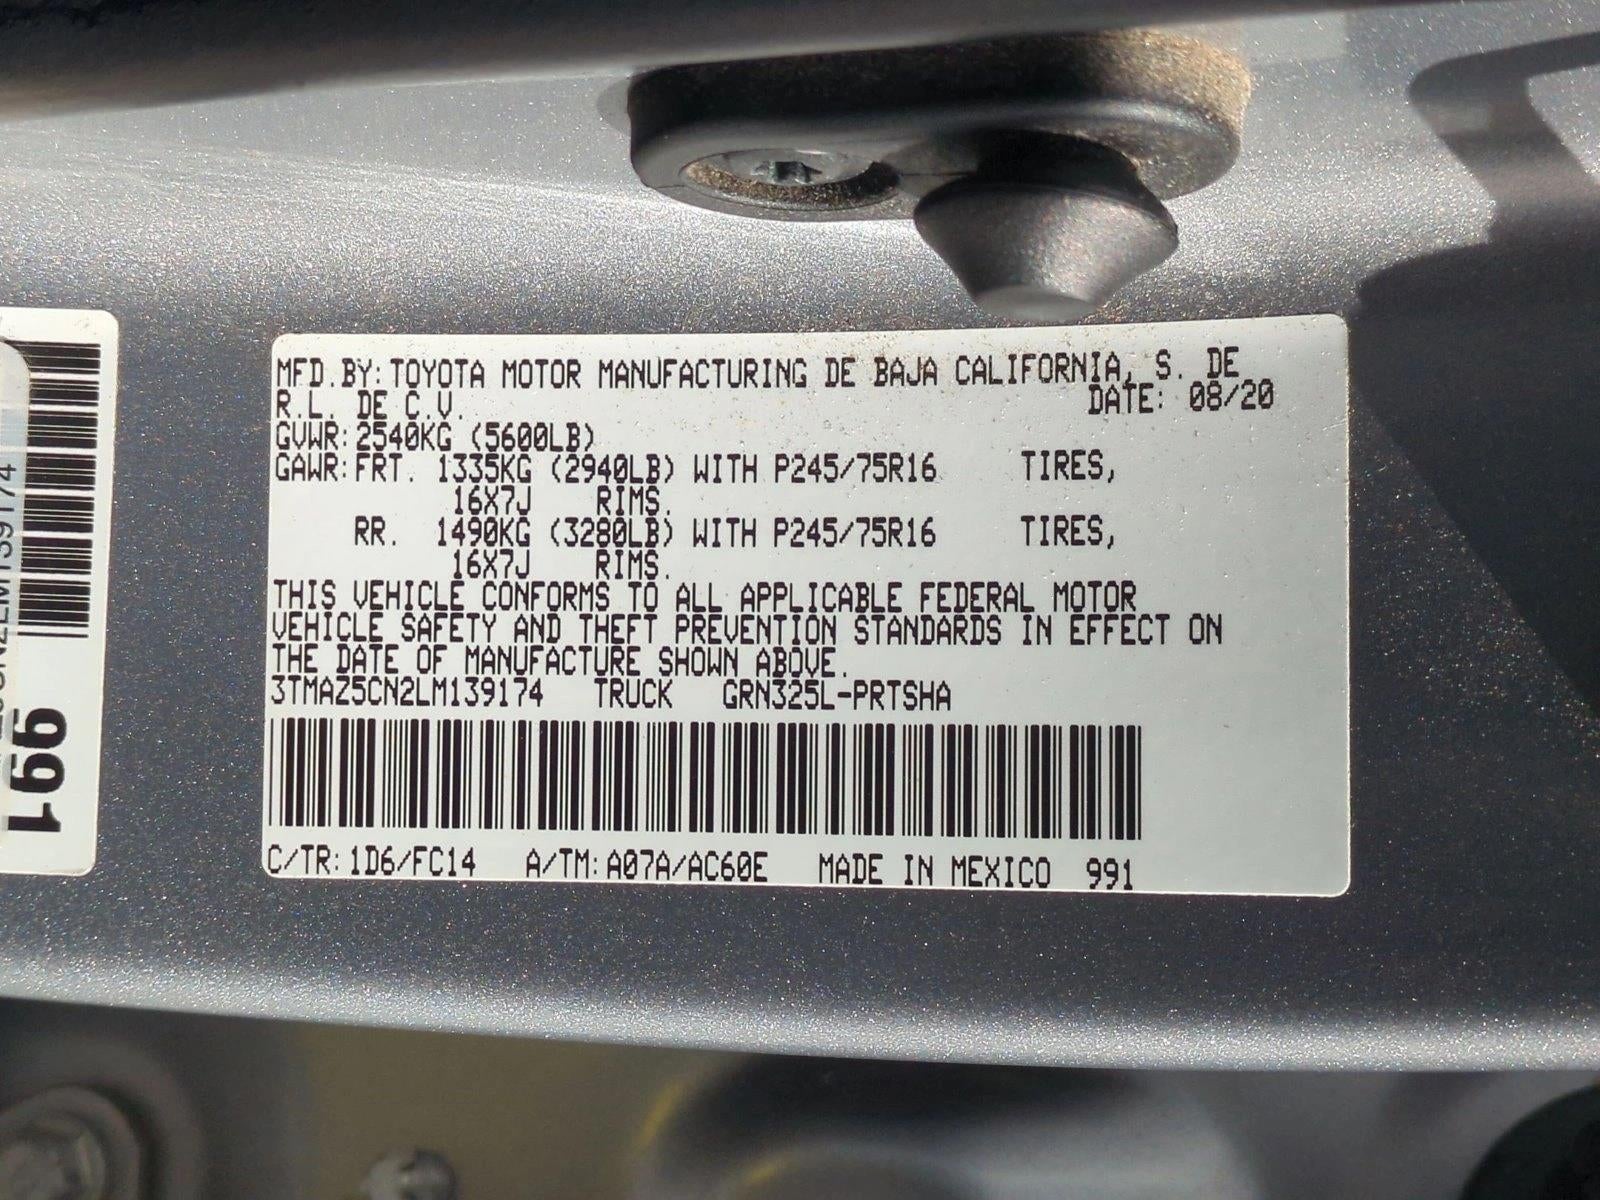 MFD.BY: TOYOTA MOTOR MANUFACTURING DE BAJA CALIFORNIA, S. DE
R.L. DE C.V. DATE: 08/20
GVWR: 2540KG (5600LB)
GAWR: FRT. 1335KG (2940LB) WITH P245/75R16 TIRES,
16X7J RIMS.
RR. 1490KG (3280LB) WITH P245/75R16 TIRES,
16X7J RIMS.
THIS VEHICLE CONFORMS TO ALL APPLICABLE FEDERAL MOTOR
VEHICLE SAFETY AND THEFT PREVENTION STANDARDS IN EFFECT ON
THE DATE OF MANUFACTURE SHOWN ABOVE.
3TMAZ5CN2LM139174 TRUCK GRN325L-PRTSHA
C/TR: 1D6/FC14 A/TM: A07A/AC60E MADE IN MEXICO 991
991